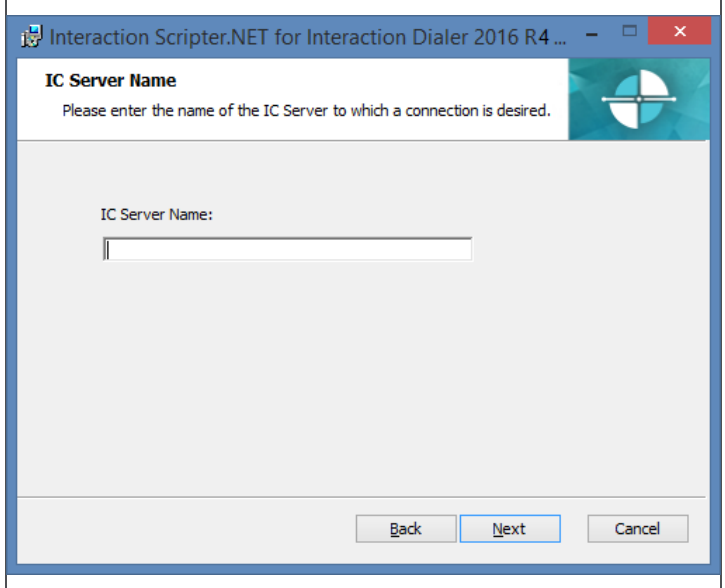 Interaction Scripter.NET for Interaction Dialer 2016 R4 ...
IC Server Name
Please enter the name of the IC Server to which a connection is desired.
IC Server Name:
Back Next Cancel